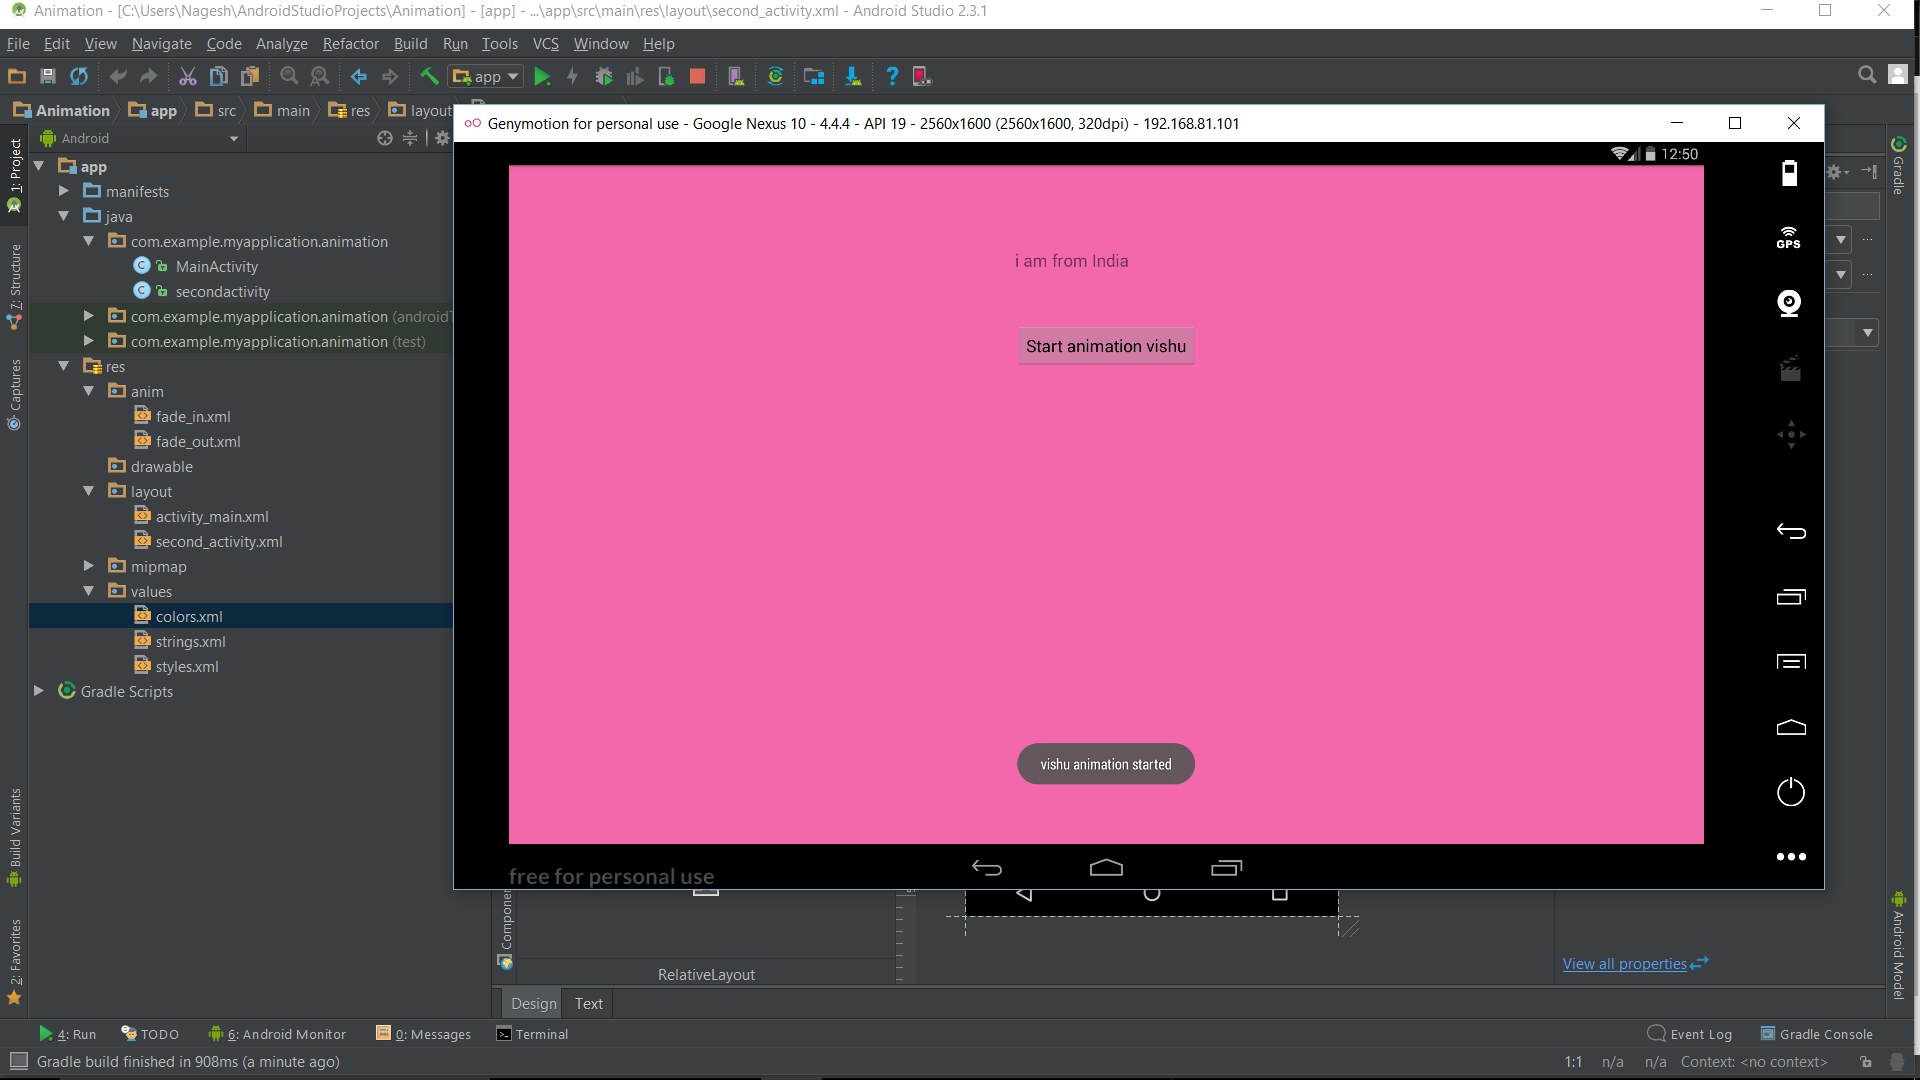 Animation - [C:\Users\Nagesh\AndroidStudioProjects\Animation] - [app] - ...\app\src\main\res\layout\second_activity.xml - Android Studio 2.3.1
File Edit View Navigate Code Analyze Refactor Build Run Tools VCS Window Help
app
Animation app src main res layout
Genymotion for personal use - Google Nexus 10 - 4.4.4 - API 19 - 2560x1600 (2560x1600, 320dpi) - 192.168.81.101
Android
12:50
1: Project
7: Structure
Captures
Build Variants
2: Favorites
app
manifests
java
com.example.myapplication.animation
MainActivity
secondactivity
com.example.myapplication.animation (android
com.example.myapplication.animation (test)
res
anim
fade_in.xml
fade_out.xml
drawable
layout
activity_main.xml
second_activity.xml
mipmap
values
colors.xml
strings.xml
styles.xml
Gradle Scripts
i am from India
Start animation vishu
vishu animation started
free for personal use
GPS
Gradle
Android Model
Componen
RelativeLayout
View all properties
Design Text
4: Run TODO 6: Android Monitor 0: Messages Terminal Event Log Gradle Console
Gradle build finished in 908ms (a minute ago) 1:1 n/a n/a Context: <no context>